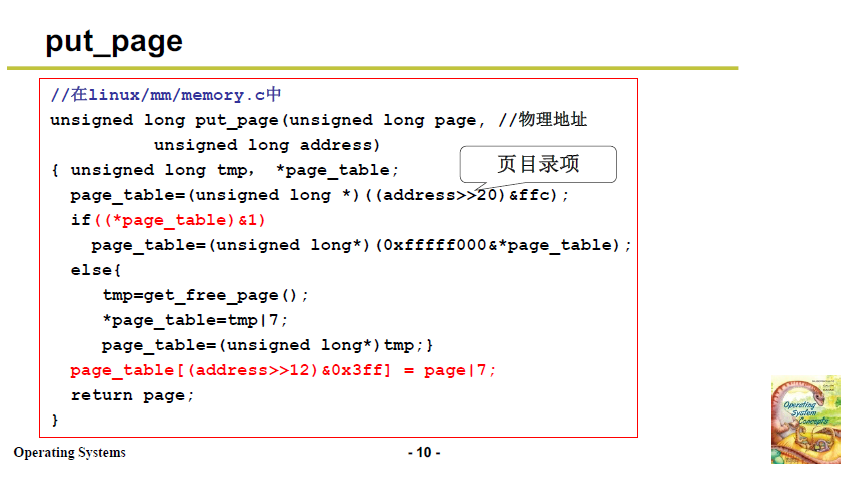 put_page
//在linux/mm/memory.c中
unsigned long put_page(unsigned long page, //物理地址
unsigned long address)
{ unsigned long tmp， *page_table;
页目录项
page_table=(unsigned long *)((address>>20)&ffc);
if((*page_table)&1)
page_table=(unsigned long*)(0xfffff000&*page_table);
else{
tmp=get_free_page();
*page_table=tmp|7;
page_table=(unsigned long*)tmp;}
page_table[(address>>12)&0x3ff] = page|7;
return page;
}
Operating
System
Concepts
Operating Systems
- 10 -